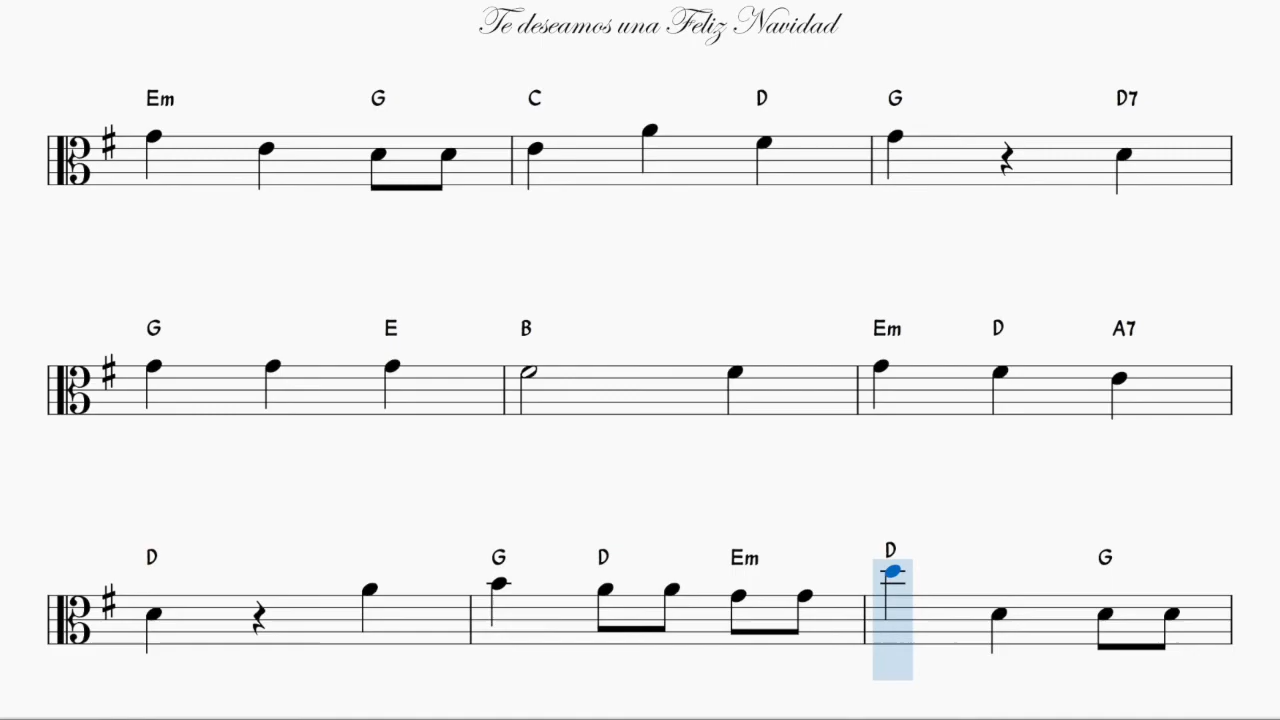 Te deseamos una Feliz Navidad
Em G C D G D7
G E B Em D A7
D G D Em D G